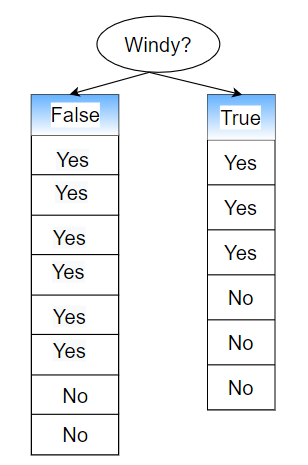 Windy?
False
Yes
Yes
Yes
Yes
Yes
Yes
No
No
True
Yes
Yes
Yes
No
No
No